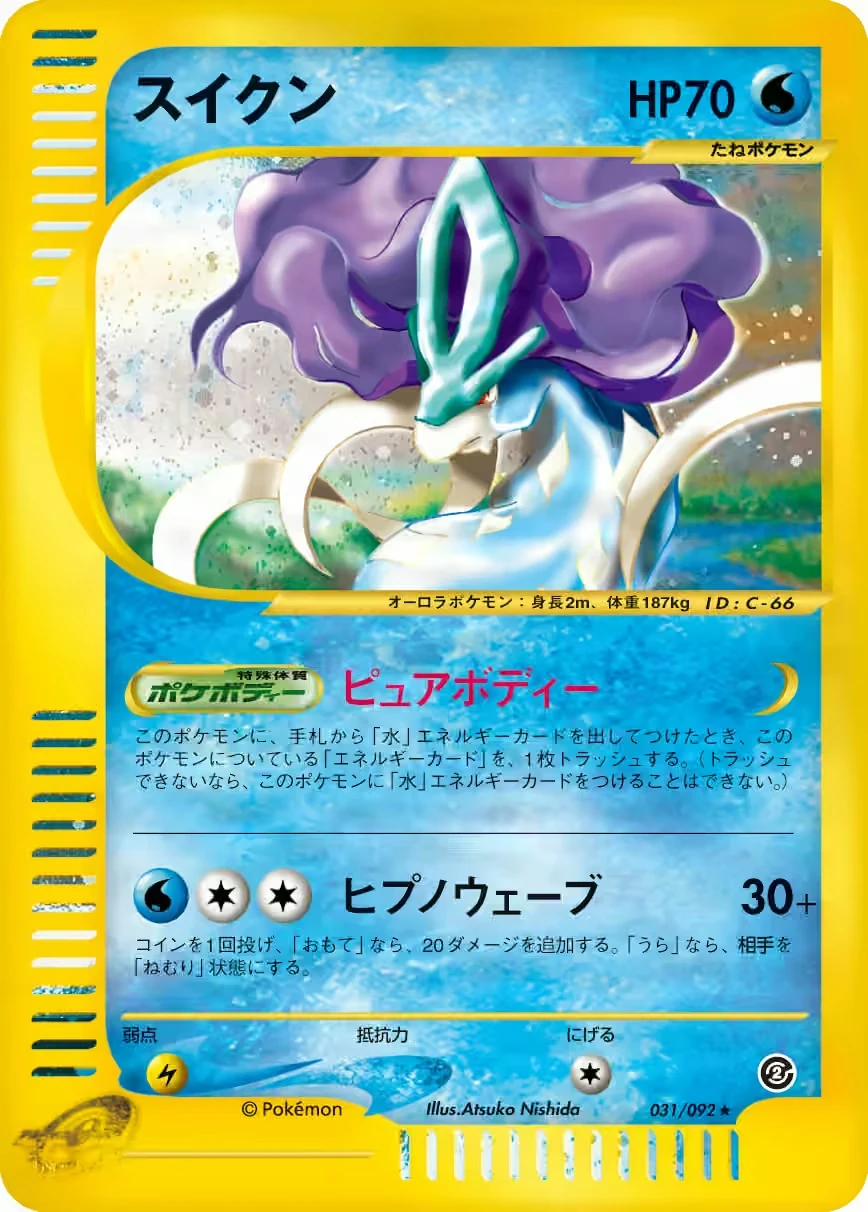 スイクン
HP70
たねポケモン
オーロラポケモン：身長2m、体重187kg ID:C-66
特殊体質
ポケボディー
ピュアボディー
このポケモンに、手札から「水」エネルギーカードを出してつけたとき、この
ポケモンについている「エネルギーカード」を、1枚トラッシュする。（トラッシュ
できないなら、このポケモンに「水」エネルギーカードをつけることはできない。）
ヒプノウェーブ 30+
コインを1回投げ、「おもて」なら、20ダメージを追加する。「うら」なら、相手を
「ねむり」状態にする。
弱点 抵抗力 にげる
2
© Pokémon Illus.Atsuko Nishida 031/092 ★